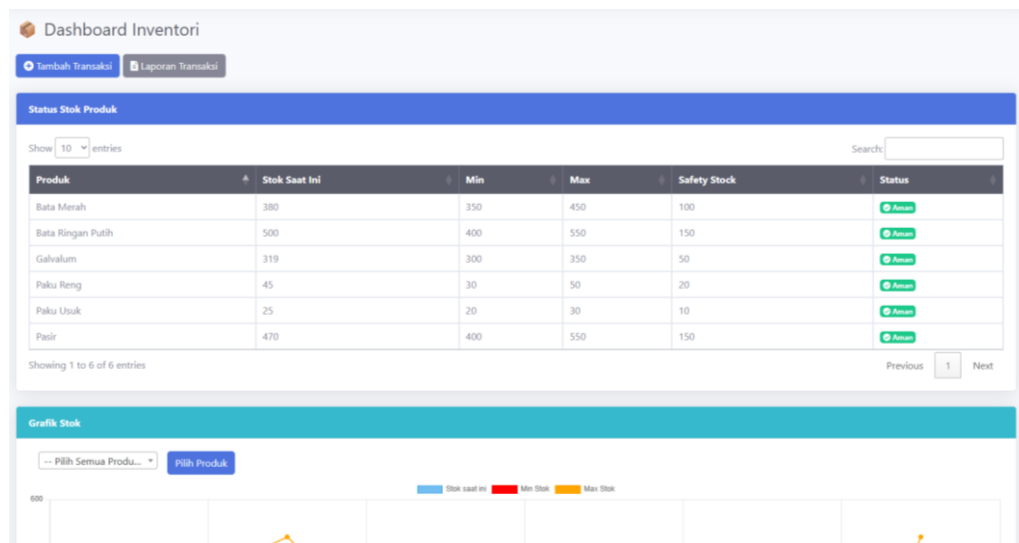 Dashboard Inventori
Tambah Transaksi Laporan Transaksi
Status Stok Produk
Show 10 entries Search:
Produk Stok Saat Ini Min Max Safety Stock Status
Bata Merah 380 350 450 100 Aman
Bata Ringan Putih 500 400 550 150 Aman
Galvalum 319 300 350 50 Aman
Paku Reng 45 30 50 20 Aman
Paku Usuk 25 20 30 10 Aman
Pasir 470 400 550 150 Aman
Showing 1 to 6 of 6 entries Previous 1 Next
Grafik Stok
-- Pilih Semua Produ... Pilih Produk
Stok saat ini Min Stok Max Stok
600